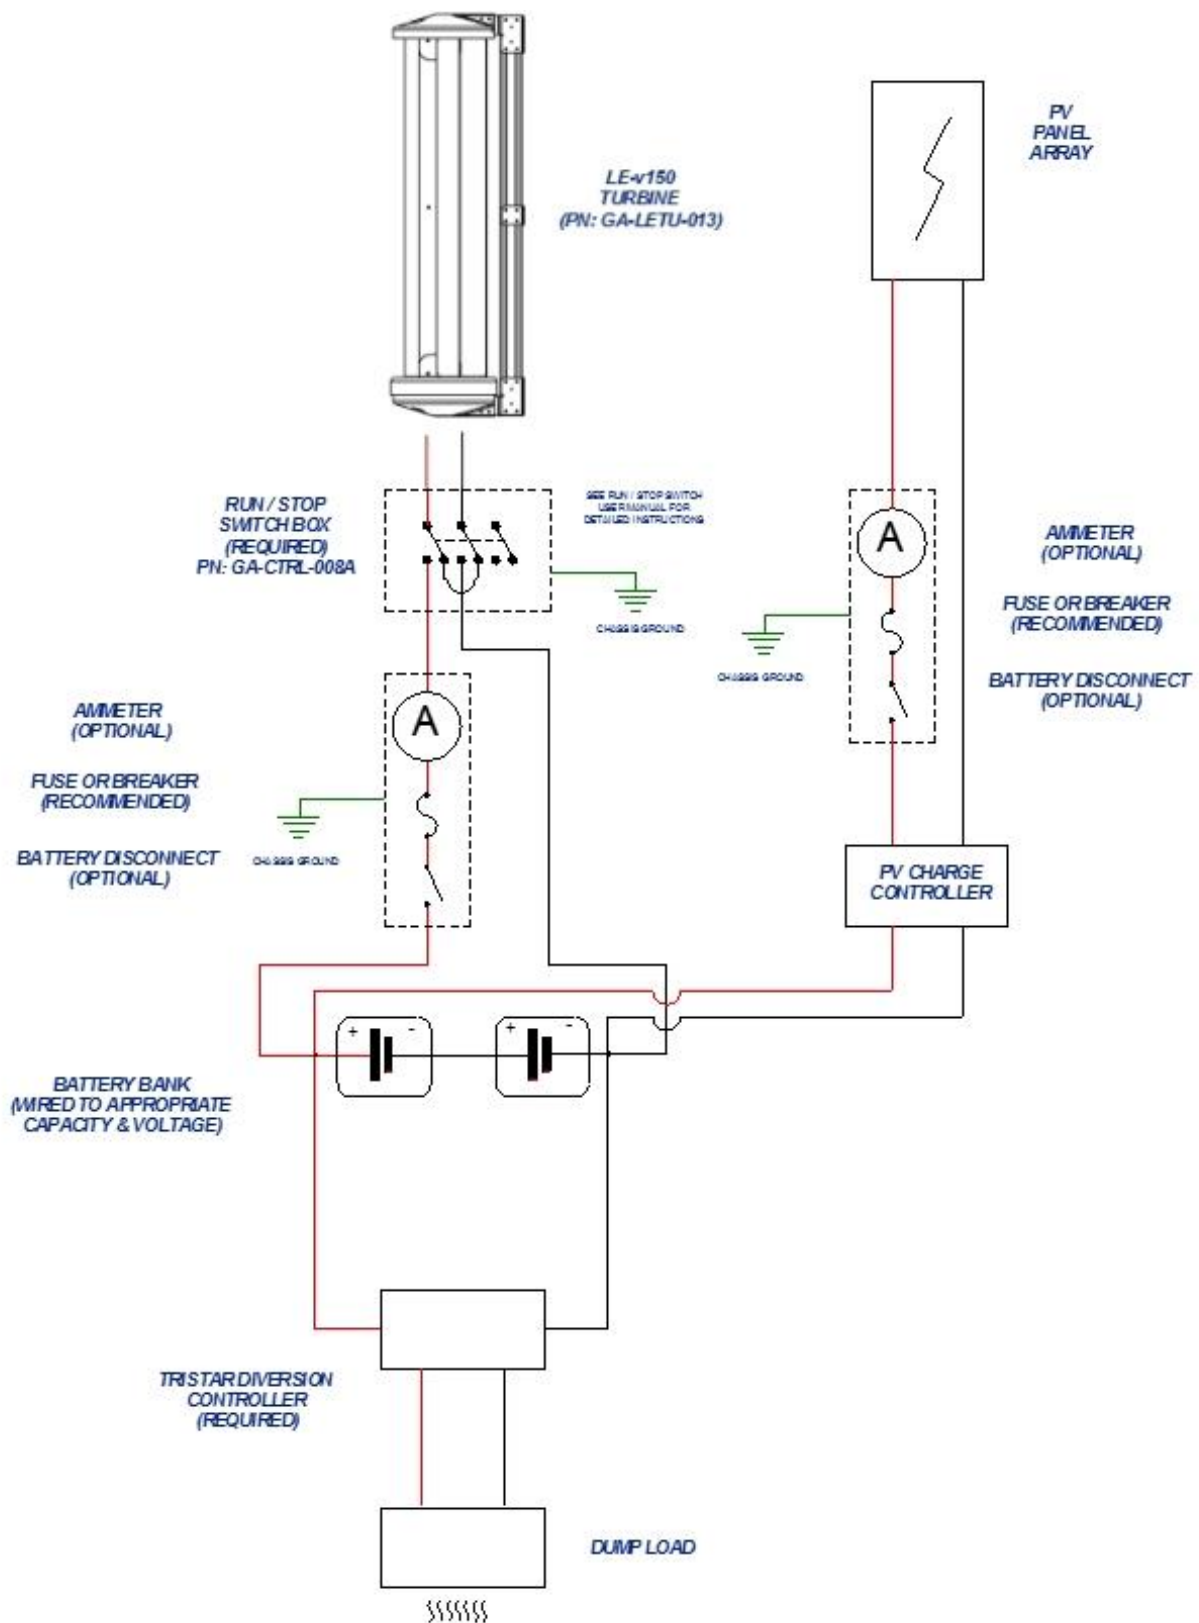 PV
PANEL
ARRAY
LE-v150
TURBINE
(PN: GA-LETU-013)
RUN / STOP
SWITCH BOX
(REQUIRED)
PN: GA-CTRL-008A
SEE RUN / STOP SWITCH
USER MANUAL FOR
DETAILED INSTRUCTIONS
CHASSIS GROUND
A
AMMETER
(OPTIONAL)
FUSE OR BREAKER
(RECOMMENDED)
BATTERY DISCONNECT
(OPTIONAL)
CHASSIS GROUND
A
AMMETER
(OPTIONAL)
FUSE OR BREAKER
(RECOMMENDED)
BATTERY DISCONNECT
(OPTIONAL)
CHASSIS GROUND
PV CHARGE
CONTROLLER
+ -
+ -
BATTERY BANK
(WIRED TO APPROPRIATE
CAPACITY & VOLTAGE)
TRISTAR DIVERSION
CONTROLLER
(REQUIRED)
DUMP LOAD